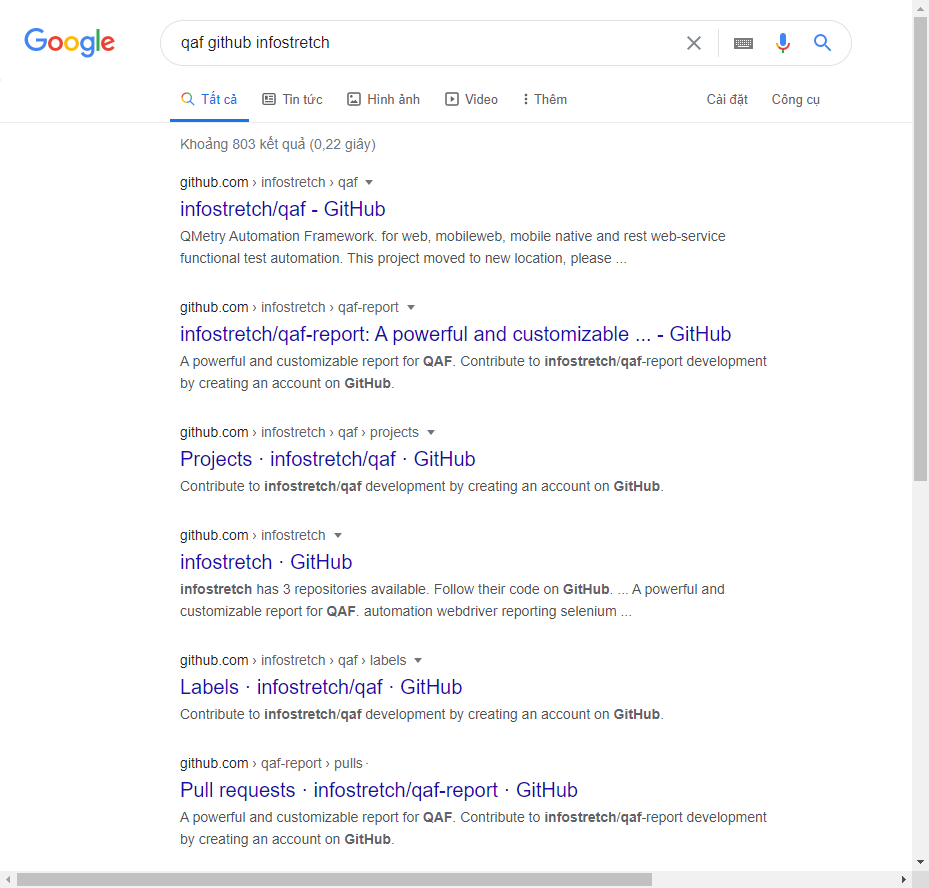 Google
qaf github infostretch
Tất cả Tin tức Hình ảnh Video Thêm Cài đặt Công cụ
Khoảng 803 kết quả (0,22 giây)
github.com › infostretch › qaf
infostretch/qaf - GitHub
QMetry Automation Framework. for web, mobileweb, mobile native and rest web-service
functional test automation. This project moved to new location, please ...
github.com › infostretch › qaf-report
infostretch/qaf-report: A powerful and customizable ... - GitHub
A powerful and customizable report for QAF. Contribute to infostretch/qaf-report development
by creating an account on GitHub.
github.com › infostretch › qaf › projects
Projects · infostretch/qaf · GitHub
Contribute to infostretch/qaf development by creating an account on GitHub.
github.com › infostretch
infostretch · GitHub
infostretch has 3 repositories available. Follow their code on GitHub. ... A powerful and
customizable report for QAF. automation webdriver reporting selenium ...
github.com › infostretch › qaf › labels
Labels · infostretch/qaf · GitHub
Contribute to infostretch/qaf development by creating an account on GitHub.
github.com › qaf-report › pulls
Pull requests · infostretch/qaf-report · GitHub
A powerful and customizable report for QAF. Contribute to infostretch/qaf-report development
by creating an account on GitHub.